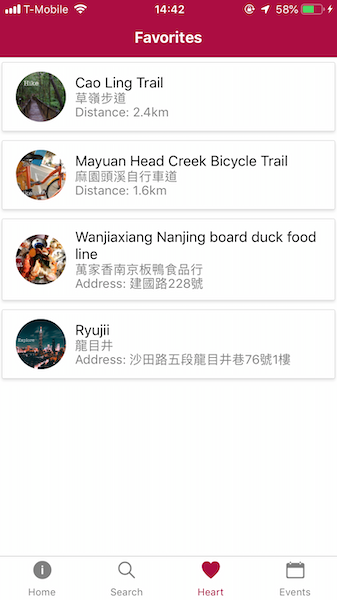 T-Mobile 14:42 58%
Favorites
Hike
Cao Ling Trail
草嶺步道
Distance: 2.4km
Mayuan Head Creek Bicycle Trail
麻園頭溪自行車道
Distance: 1.6km
Wanjiaxiang Nanjing board duck food
line
萬家香南京板鴨食品行
Address: 建國路228號
Explore
Ryujii
龍目井
Address: 沙田路五段龍目井巷76號1樓
Home Search Heart Events